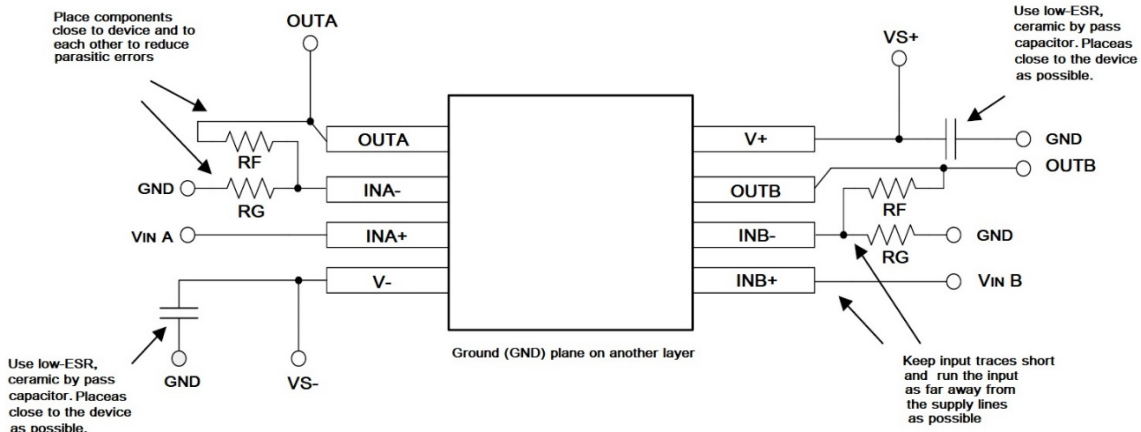 Place components
close to device and to
each other to reduce
parasitic errors
OUTA
VS+
Use low-ESR,
ceramic by pass
capacitor. Placeas
close to the device
as possible.
OUTA
V+
GND
RF
OUTB
GND
INA-
OUTB
RG
RF
VIN A
INA+
INB-
GND
RG
V-
INB+
VIN B
Ground (GND) plane on another layer
Use low-ESR,
ceramic by pass
capacitor. Placeas
close to the device
as possible.
GND
VS-
Keep input traces short
and run the input
as far away from
the supply lines
as possible